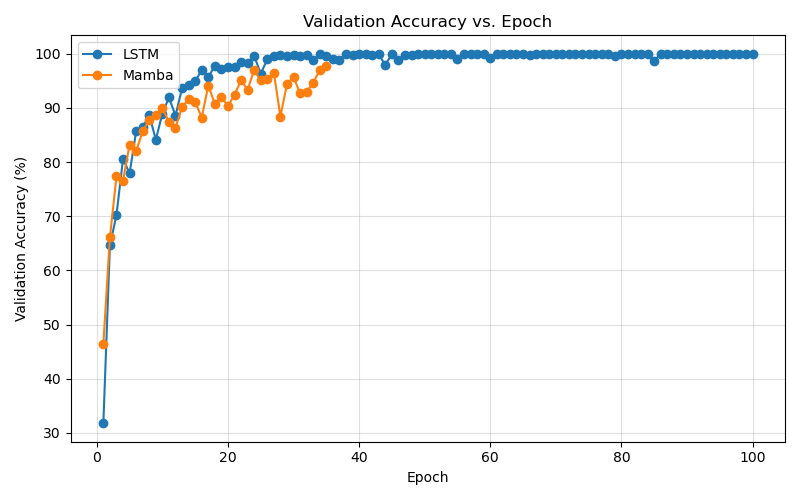 Validation Accuracy vs. Epoch
LSTM
Mamba
Validation Accuracy (%)
100
90
80
70
60
50
40
30
0 20 40 60 80 100
Epoch